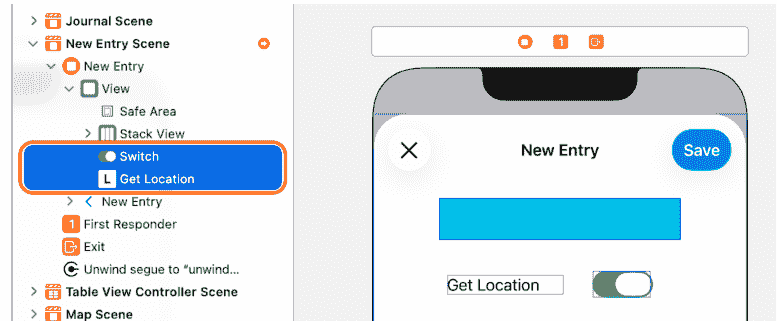 Journal Scene
New Entry Scene
New Entry
View
Safe Area
Stack View
Switch
L Get Location
New Entry
1 First Responder
Exit
Unwind segue to “unwind...
Table View Controller Scene
Map Scene
1
New Entry
Save
Get Location